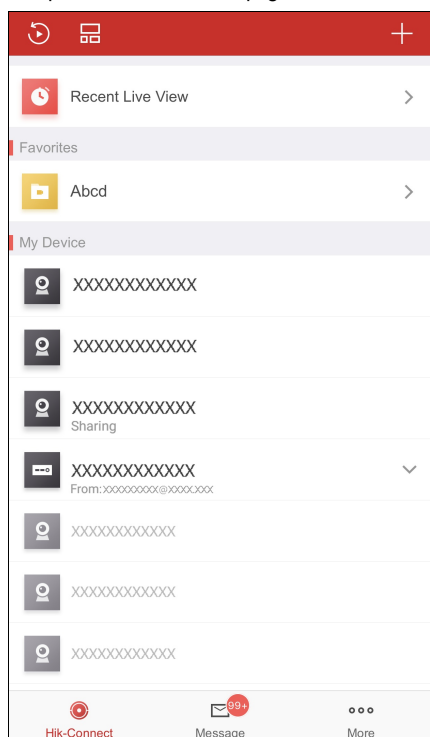 Recent Live View
Favorites
Abcd
My Device
XXXXXXXXXXXX
XXXXXXXXXXXX
XXXXXXXXXXXX
Sharing
XXXXXXXXXXXX
From:XXXXXXXXX@XXXX.XXX
XXXXXXXXXXXX
XXXXXXXXXXXX
XXXXXXXXXXXX
99+
Hik-Connect Message More